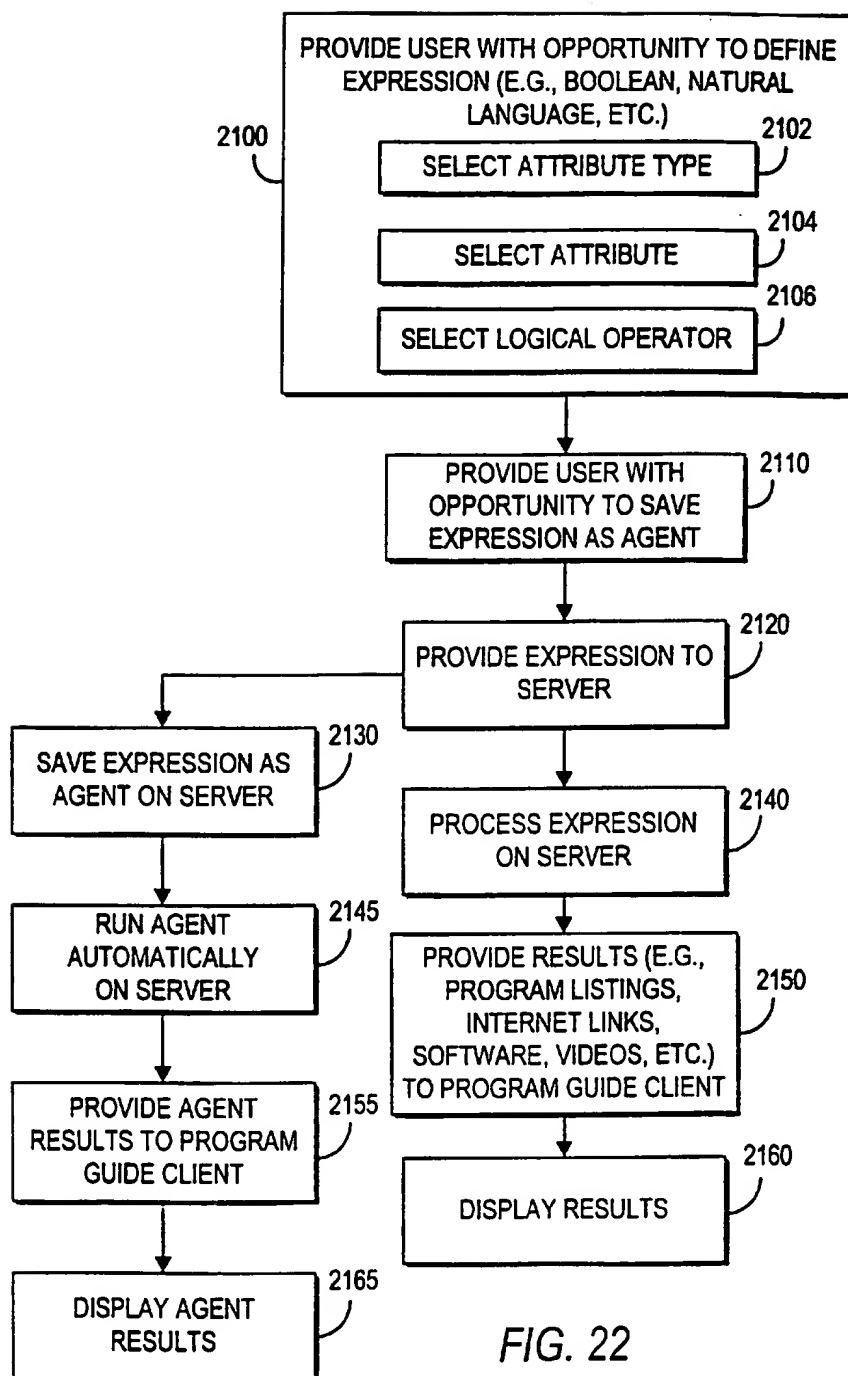 PROVIDE USER WITH OPPORTUNITY TO DEFINE
EXPRESSION (E.G., BOOLEAN, NATURAL
LANGUAGE, ETC.)
2100
2102
SELECT ATTRIBUTE TYPE
2104
SELECT ATTRIBUTE
2106
SELECT LOGICAL OPERATOR
2110
PROVIDE USER WITH
OPPORTUNITY TO SAVE
EXPRESSION AS AGENT
2120
PROVIDE EXPRESSION TO
SERVER
2130
SAVE EXPRESSION AS
AGENT ON SERVER
2140
PROCESS EXPRESSION
ON SERVER
2145
RUN AGENT
AUTOMATICALLY
ON SERVER
2150
PROVIDE RESULTS (E.G.,
PROGRAM LISTINGS,
INTERNET LINKS,
SOFTWARE, VIDEOS, ETC.)
TO PROGRAM GUIDE CLIENT
2155
PROVIDE AGENT
RESULTS TO PROGRAM
GUIDE CLIENT
2160
DISPLAY RESULTS
2165
DISPLAY AGENT
RESULTS
FIG. 22